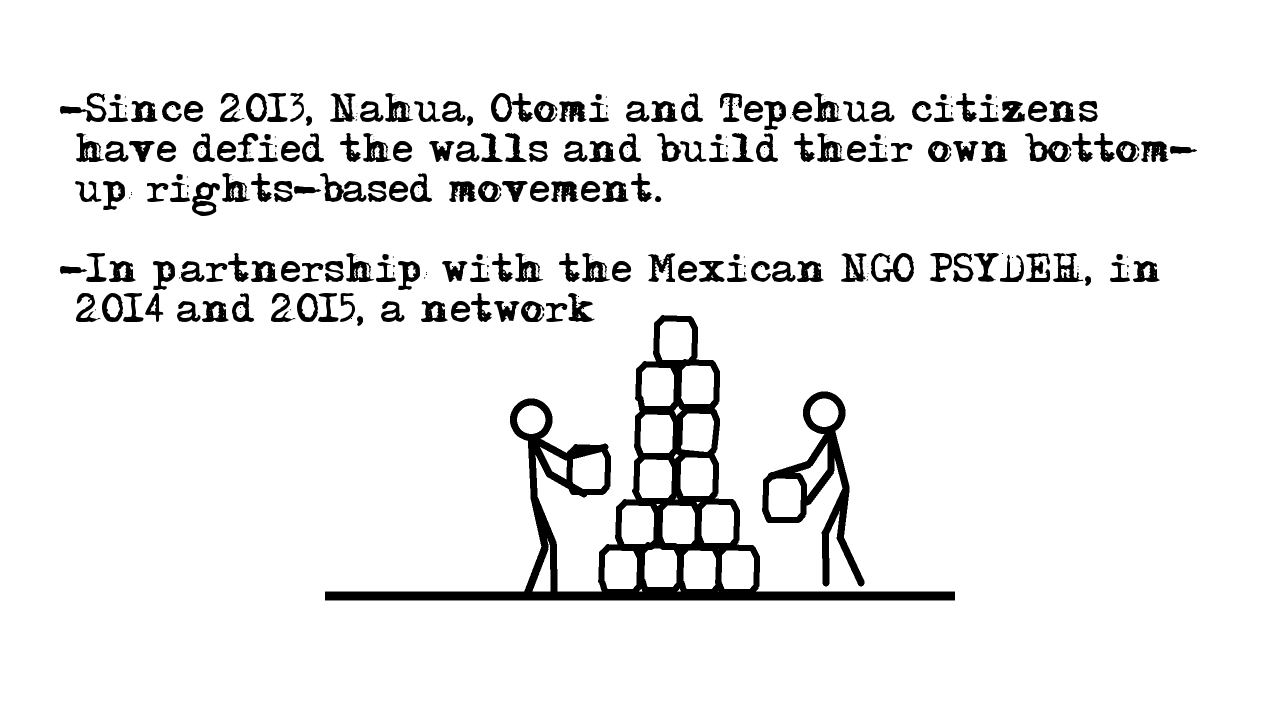 -Since 2013, Nahua, Otomi and Tepehua citizens
have defied the walls and build their own bottom-
up rights-based movement.
-In partnership with the Mexican NGO PSYDEH, in
2014 and 2015, a network